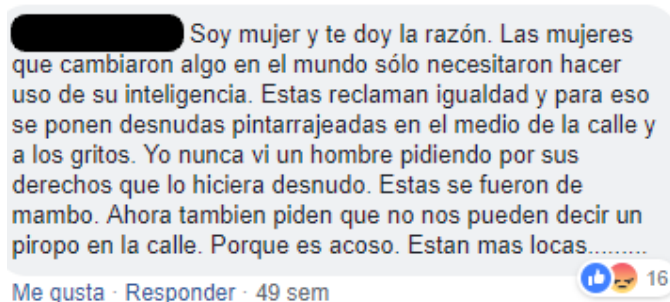 Soy mujer y te doy la razón. Las mujeres
que cambiaron algo en el mundo sólo necesitaron hacer
uso de su inteligencia. Estas reclaman igualdad y para eso
se ponen desnudas pintarrajeadas en el medio de la calle y
a los gritos. Yo nunca vi un hombre pidiendo por sus
derechos que lo hiciera desnudo. Estas se fueron de
mambo. Ahora tambien piden que no nos pueden decir un
piropo en la calle. Porque es acoso. Estan mas locas.........
16
Me gusta · Responder · 49 sem